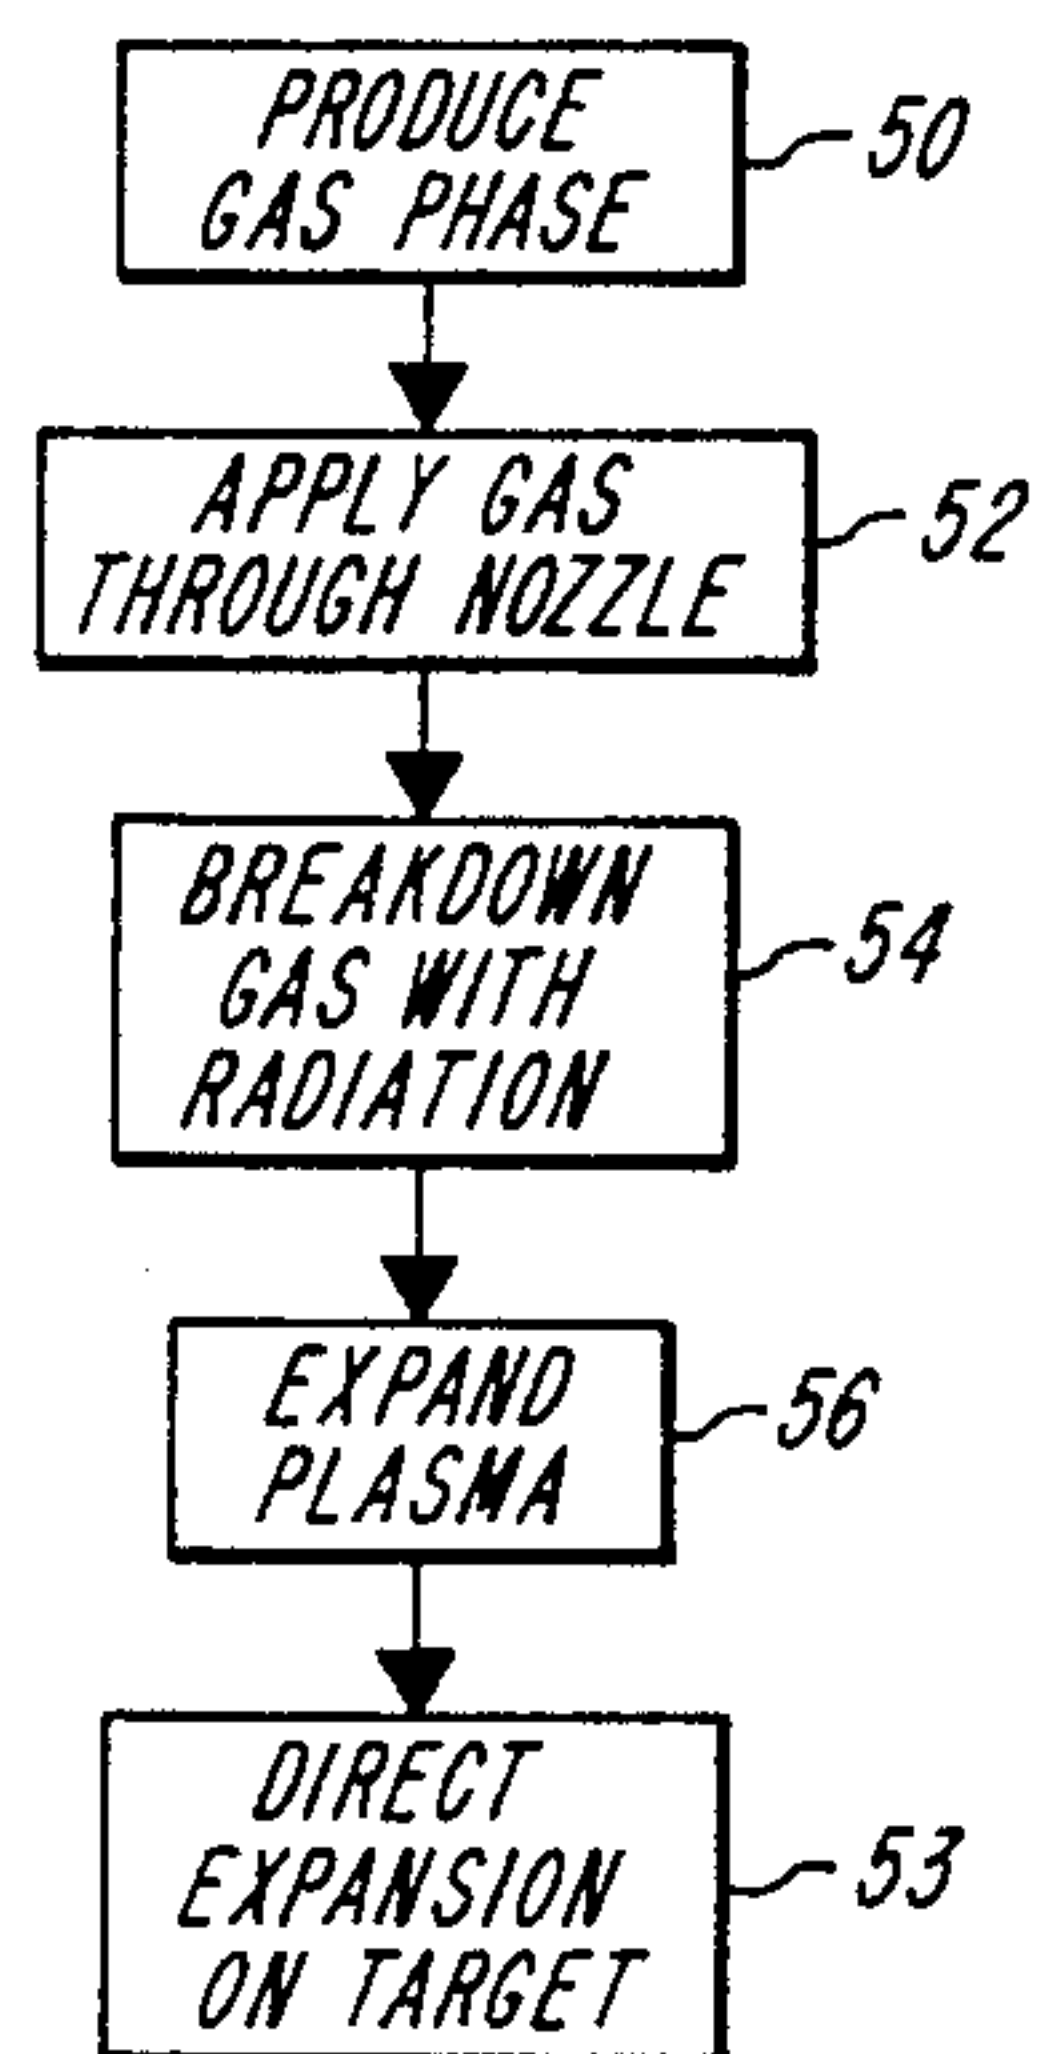 PRODUCE
GAS PHASE
50
APPLY GAS
THROUGH NOZZLE
52
BREAKDOWN
GAS WITH
RADIATION
54
EXPAND
PLASMA
56
DIRECT
EXPANSION
ON TARGET
53